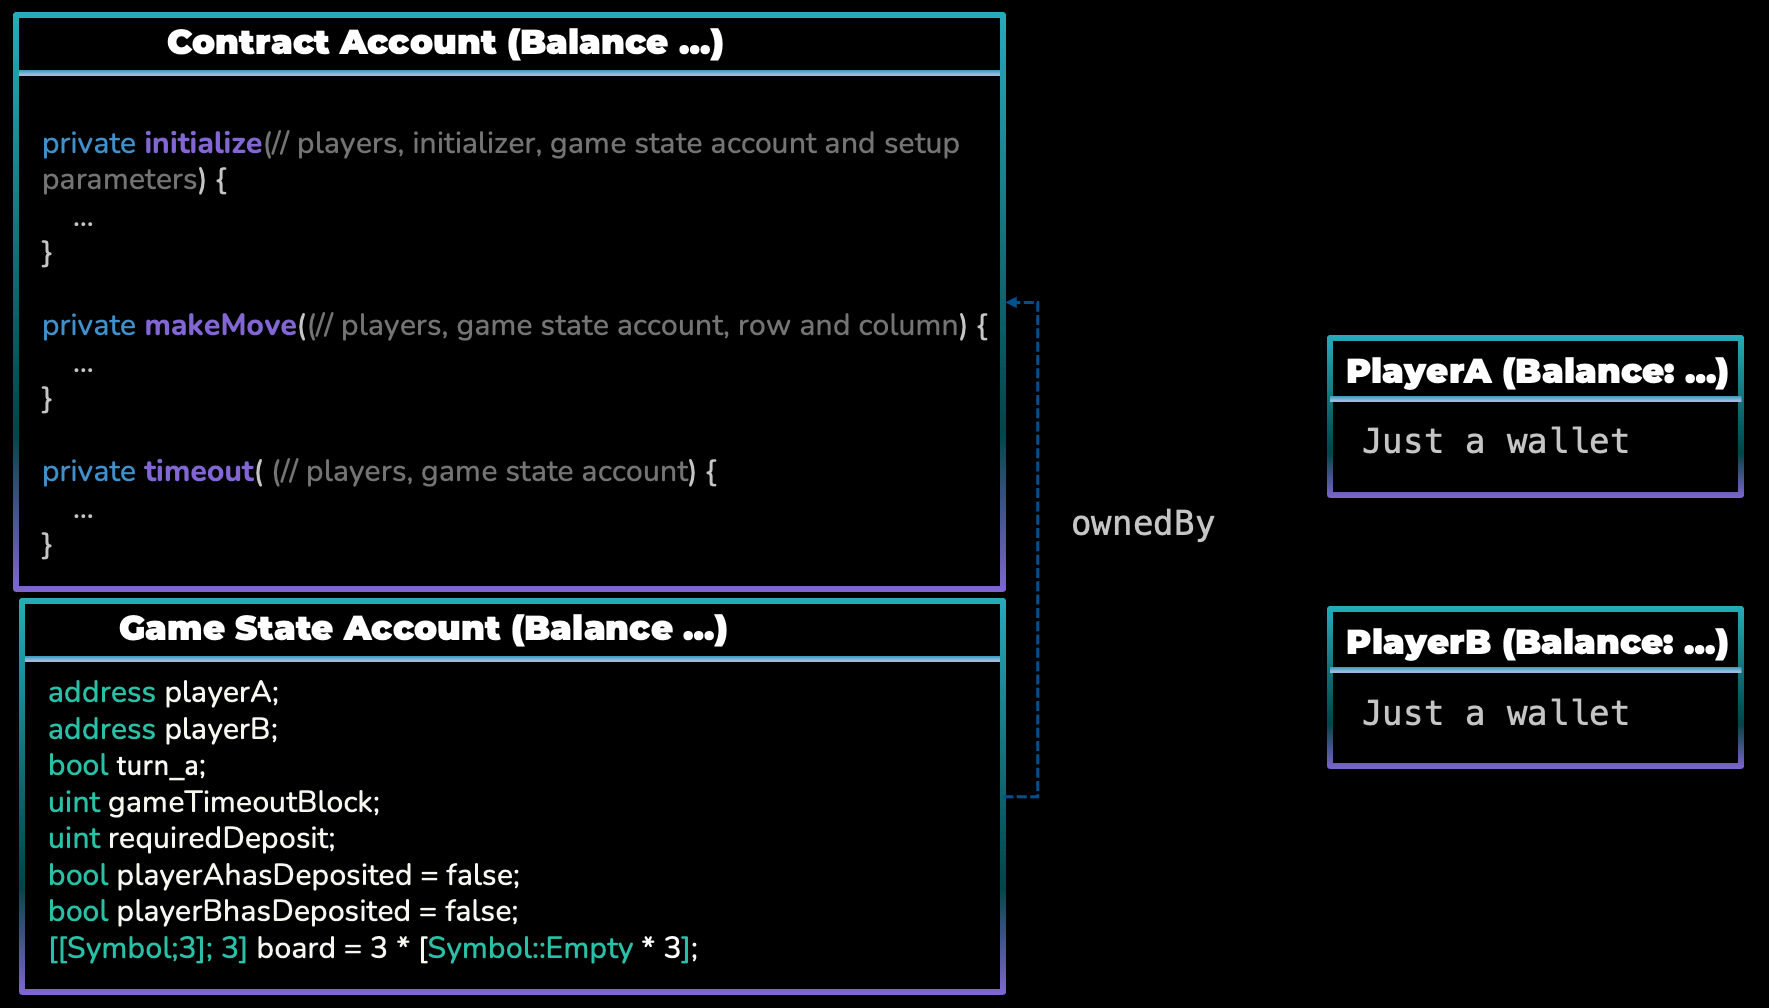 Contract Account (Balance ...)
private initialize(// players, initializer, game state account and setup
parameters) {
...
}
private makeMove((// players, game state account, row and column) {
...
}
private timeout( (// players, game state account) {
...
}
Game State Account (Balance ...)
address playerA;
address playerB;
bool turn_a;
uint gameTimeoutBlock;
uint requiredDeposit;
bool playerAhasDeposited = false;
bool playerBhasDeposited = false;
[[Symbol;3]; 3] board = 3 * [Symbol::Empty * 3];
ownedBy
PlayerA (Balance: ...)
Just a wallet
PlayerB (Balance: ...)
Just a wallet